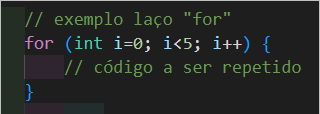 // exemplo laço "for"
for (int i=0; i<5; i++) {
// código a ser repetido
}